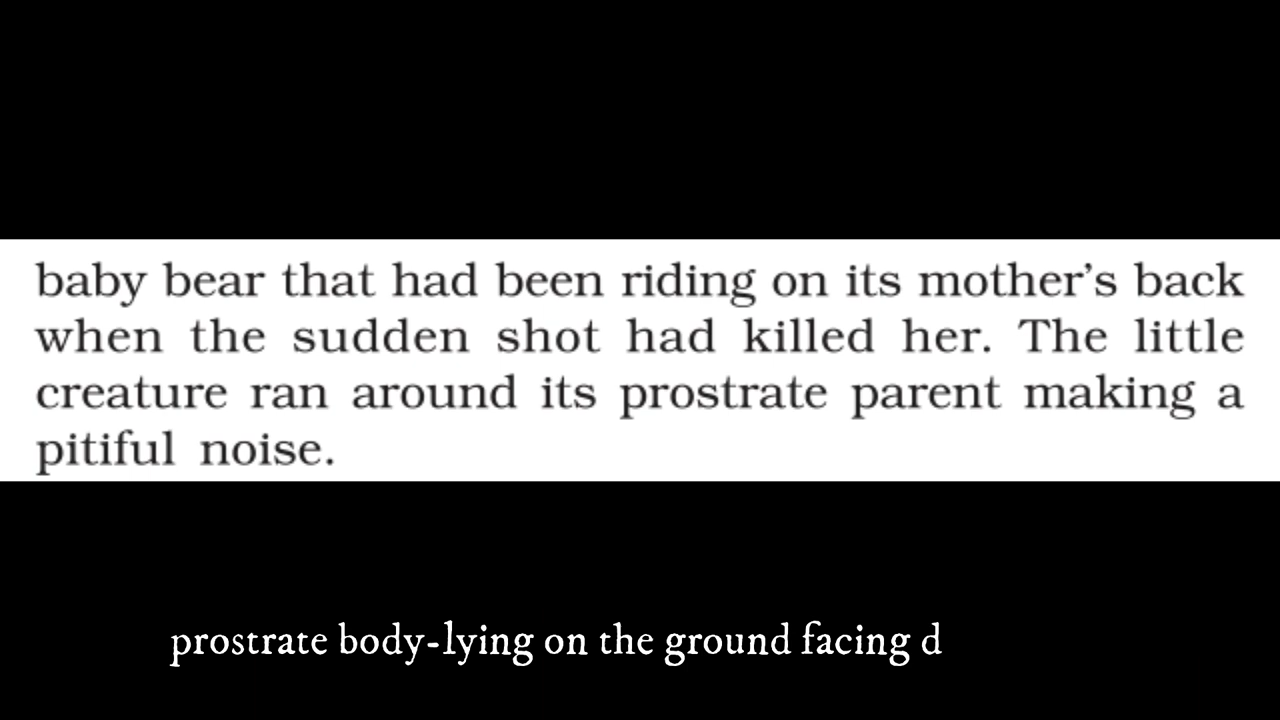 baby bear that had been riding on its mother's back
when the sudden shot had killed her. The little
creature ran around its prostrate parent making a
pitiful noise.
prostrate body-lying on the ground facing d